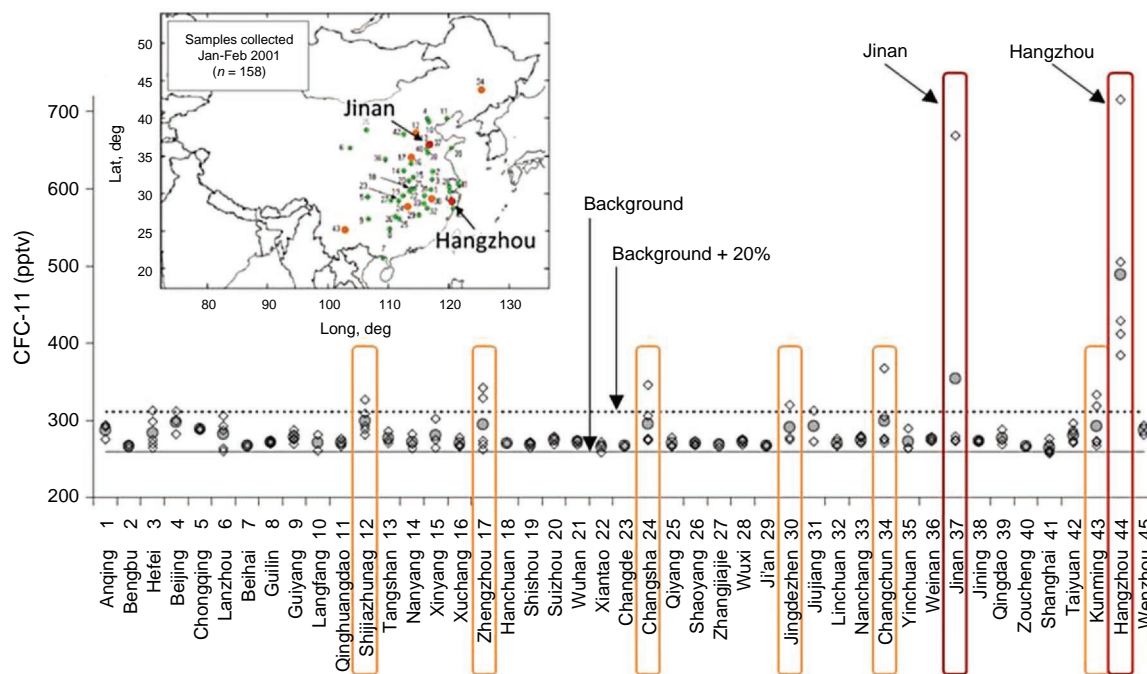 Samples collected
Jan-Feb 2001
(n = 158)
Jinan
Hangzhou
50
45
40
35
30
25
20
Lat, deg
80
90
100
110
120
130
Long, deg
Jinan
Hangzhou
Background
Background + 20%
CFC-11 (pptv)
700
600
500
400
300
200
Anqing 1
Bengbu 2
Hefei 3
Beijing 4
Chongqing 5
Lanzhou 6
Beihai 7
Guilin 8
Guiyang 9
Langfang 10
Qinghuangdao 11
Shijiazhunag 12
Tangshan 13
Nanyang 14
Xinyang 15
Xuchang 16
Zhengzhou 17
Hanchuan 18
Shishou 19
Suizhou 20
Wuhan 21
Xiantao 22
Changde 23
Changsha 24
Qiyang 25
Shaoyang 26
Zhangjiajie 27
Wuxi 28
Ji'an 29
Jingdezhen 30
Jiujiang 31
Linchuan 32
Nanchang 33
Changchun 34
Yinchuan 35
Weinan 36
Jinan 37
Jining 38
Qingdao 39
Zoucheng 40
Shanghai 41
Taiyuan 42
Kunming 43
Hangzhou 44
Wenzhou 45